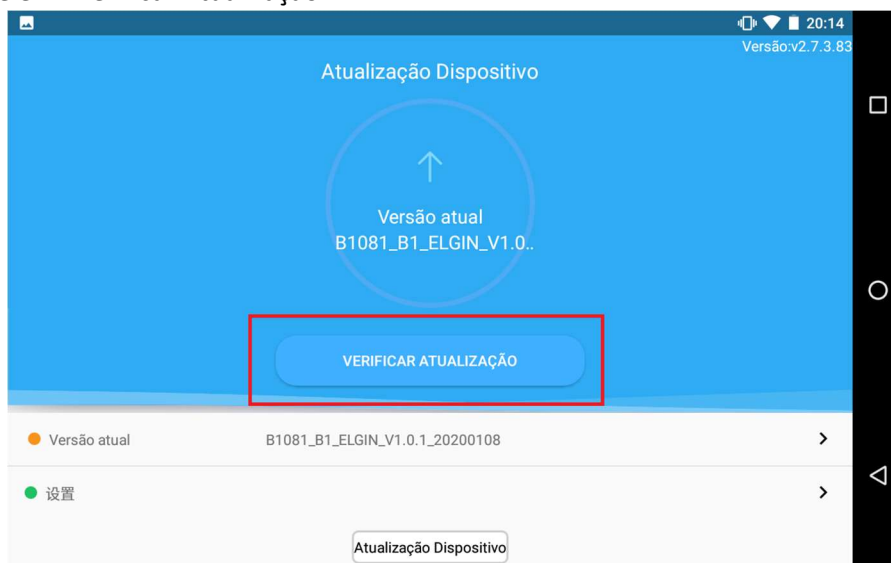 20:14
Versão:v2.7.3.83
Atualização Dispositivo
Versão atual
B1081_B1_ELGIN_V1.0..
VERIFICAR ATUALIZAÇÃO
Versão atual B1081_B1_ELGIN_V1.0.1_20200108
设置
Atualização Dispositivo